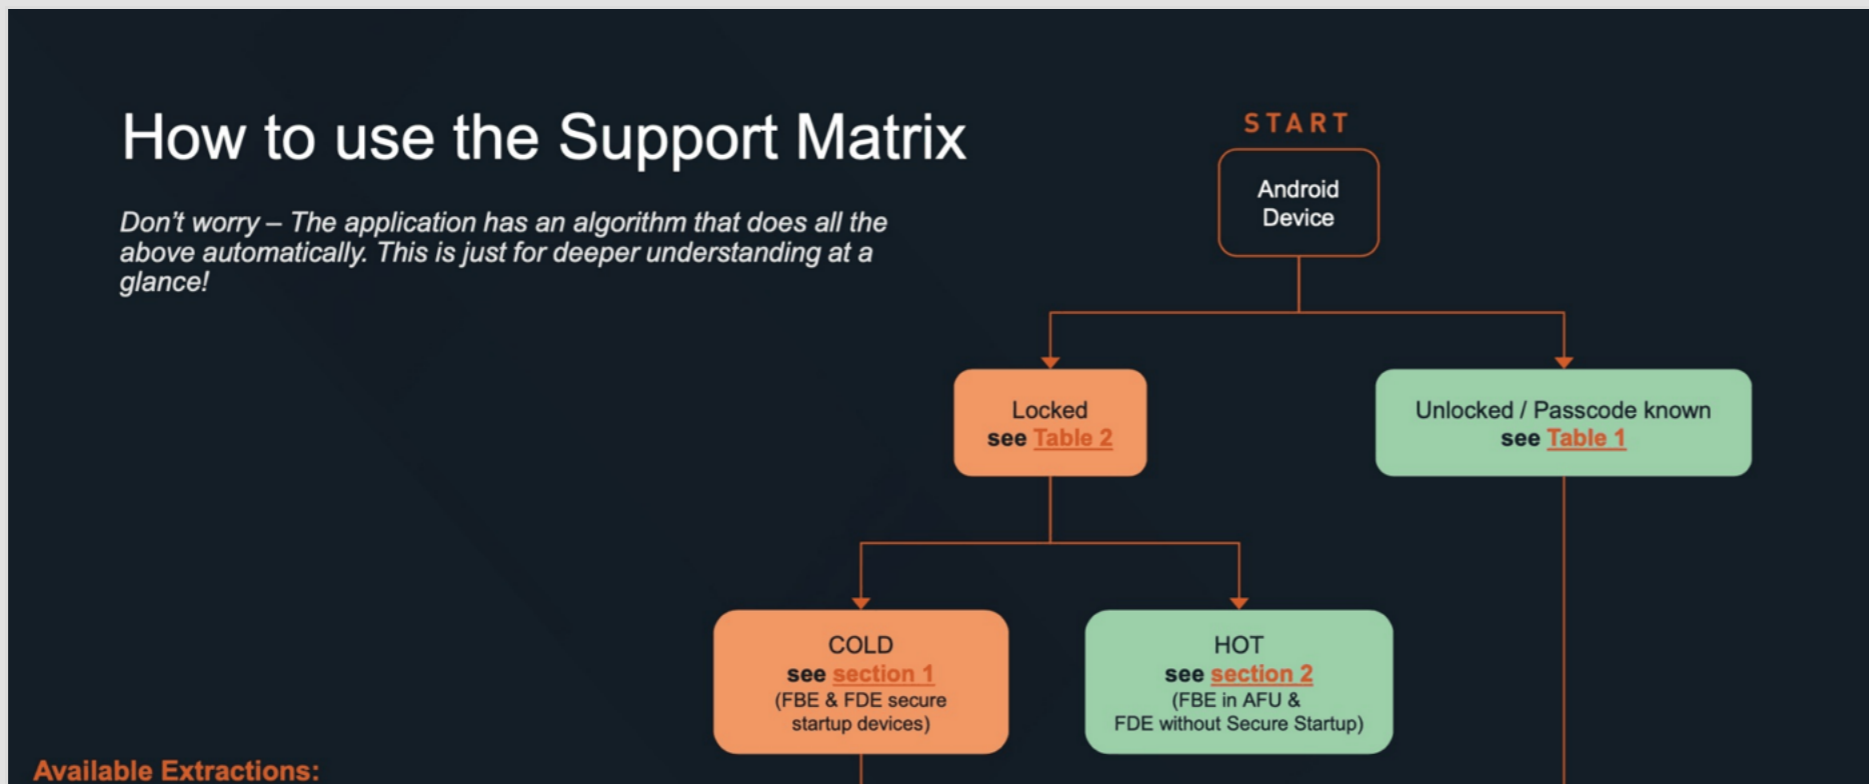 How to use the Support Matrix
Don't worry – The application has an algorithm that does all the
above automatically. This is just for deeper understanding at a
glance!
START
Android
Device
Locked
see Table 2
Unlocked / Passcode known
see Table 1
COLD
see section 1
(FBE & FDE secure
startup devices)
HOT
see section 2
(FBE in AFU &
FDE without Secure Startup)
Available Extractions: